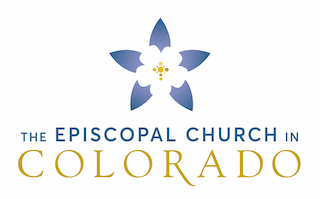 THE EPISCOPAL CHURCH IN
COLORADO